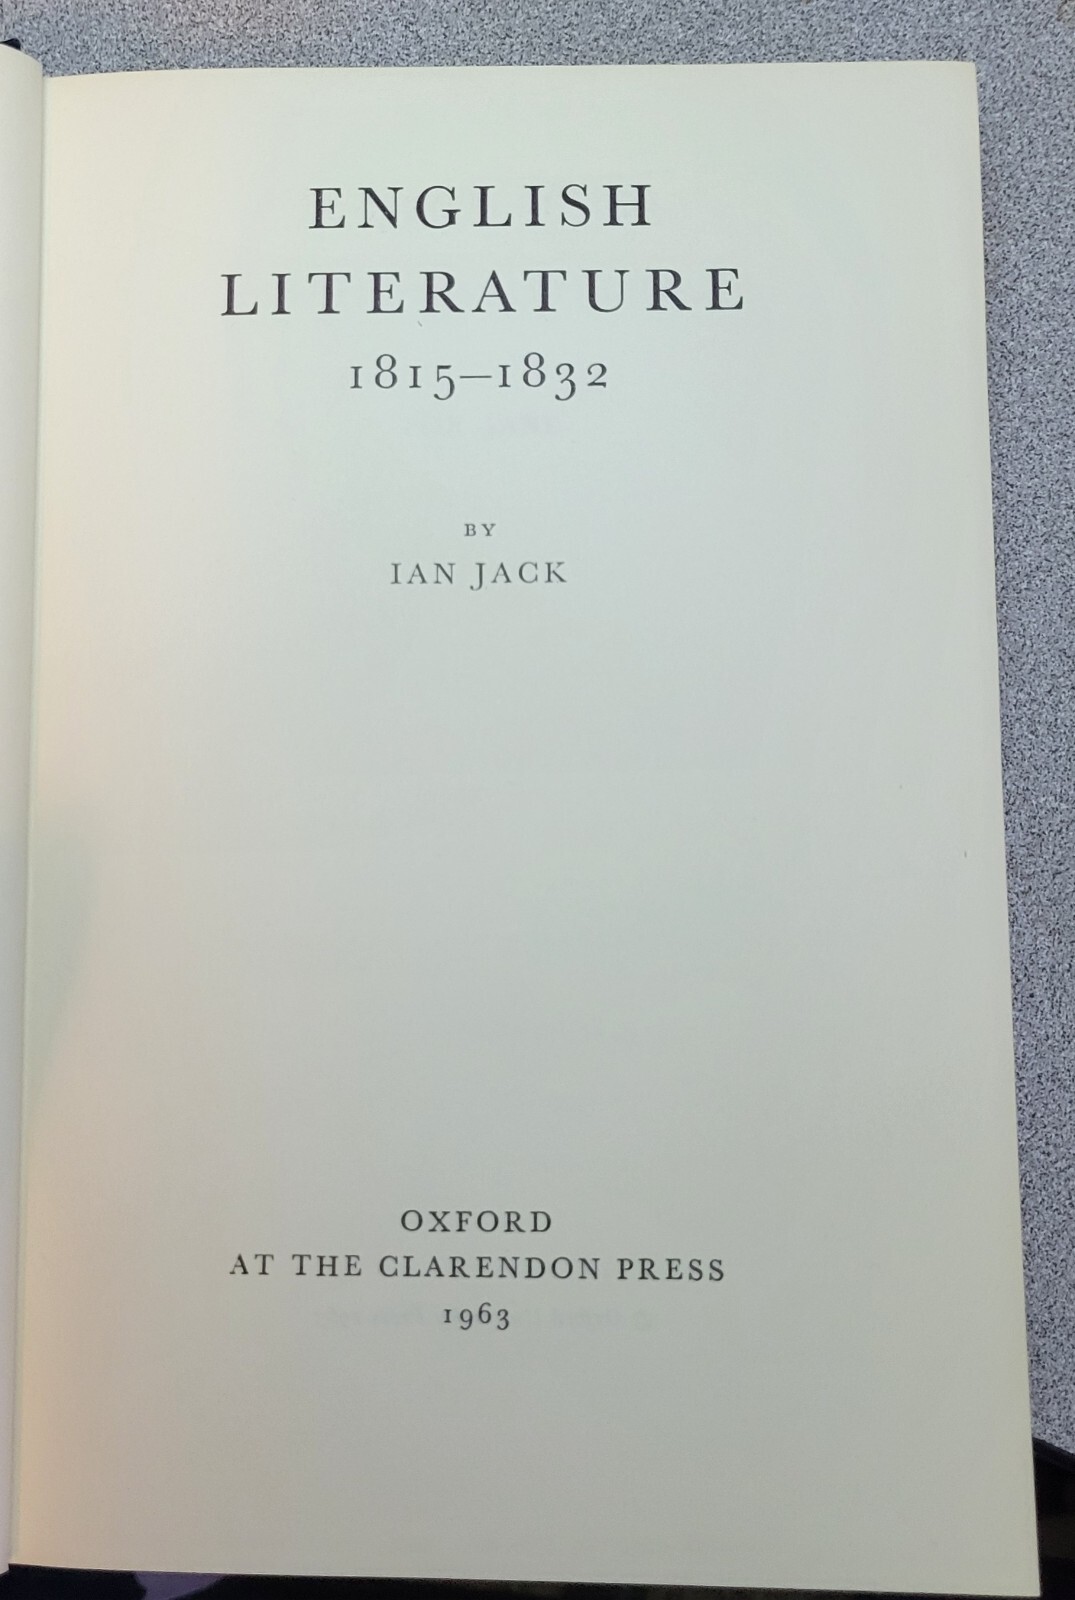 ENGLISH
LITERATURE
1815–1832
BY
IAN JACK
OXFORD
AT THE CLARENDON PRESS
1963